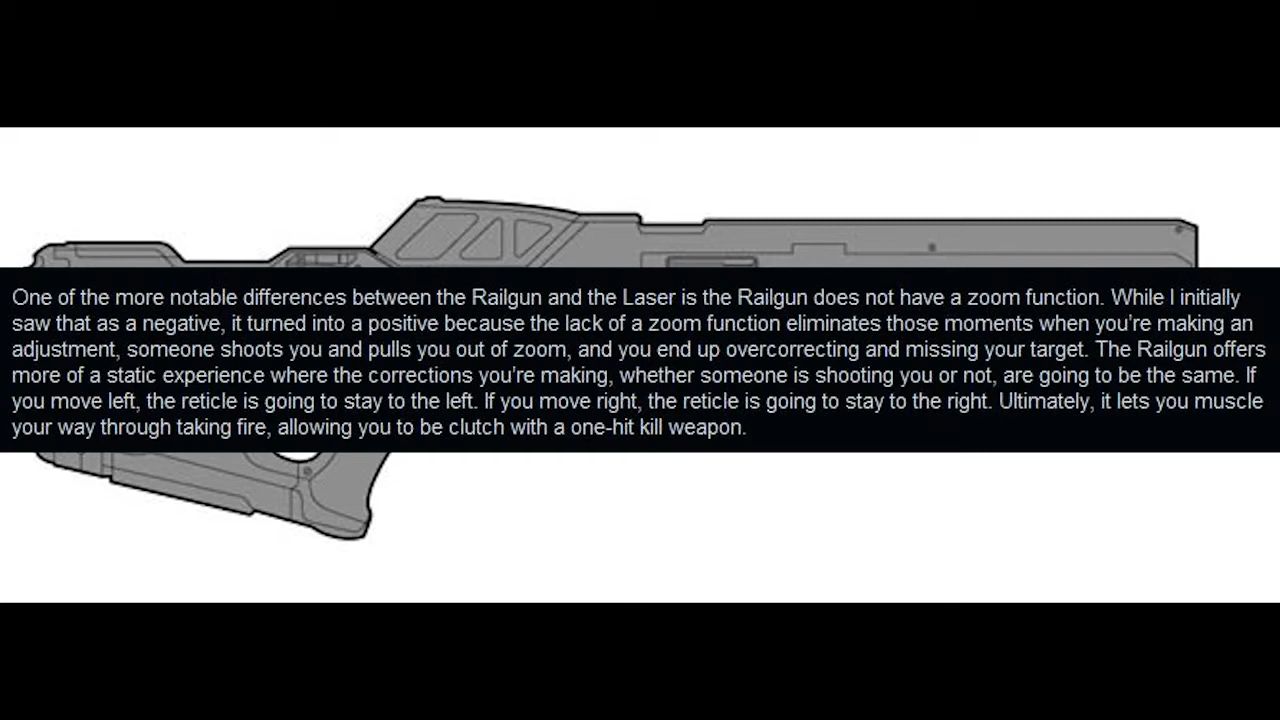 One of the more notable differences between the Railgun and the Laser is the Railgun does not have a zoom function. While I initially
saw that as a negative, it turned into a positive because the lack of a zoom function eliminates those moments when you’re making an
adjustment, someone shoots you and pulls you out of zoom, and you end up overcorrecting and missing your target. The Railgun offers
more of a static experience where the corrections you’re making, whether someone is shooting you or not, are going to be the same. If
you move left, the reticle is going to stay to the left. If you move right, the reticle is going to stay to the right. Ultimately, it lets you muscle
your way through taking fire, allowing you to be clutch with a one-hit kill weapon.